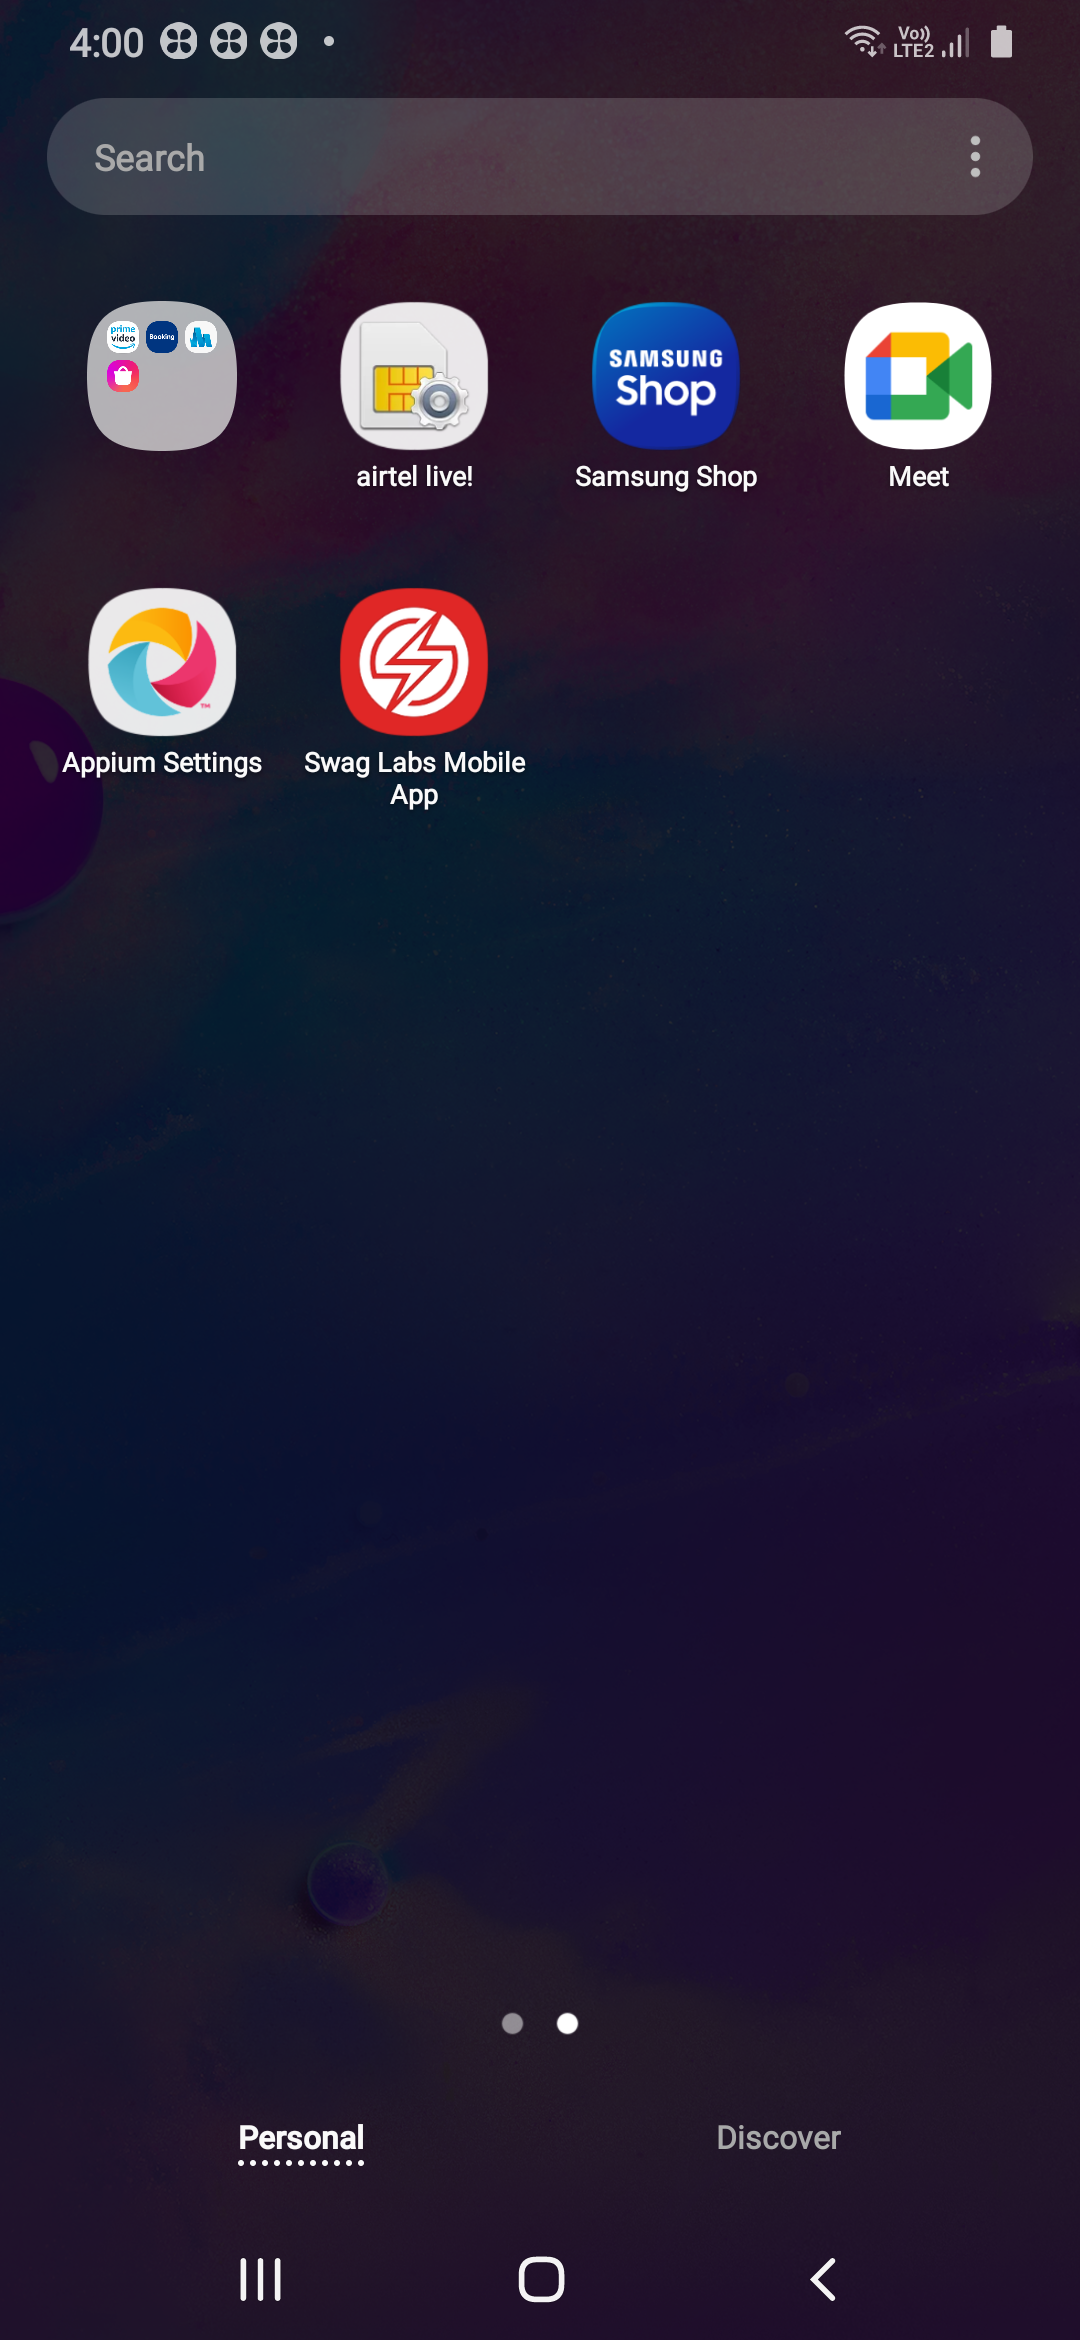 4:00
Vo))
LTE2
Search
prime
video
Booking
SAMSUNG
Shop
airtel live!
Samsung Shop
Meet
TM
Appium Settings
Swag Labs Mobile
App
Personal
Discover